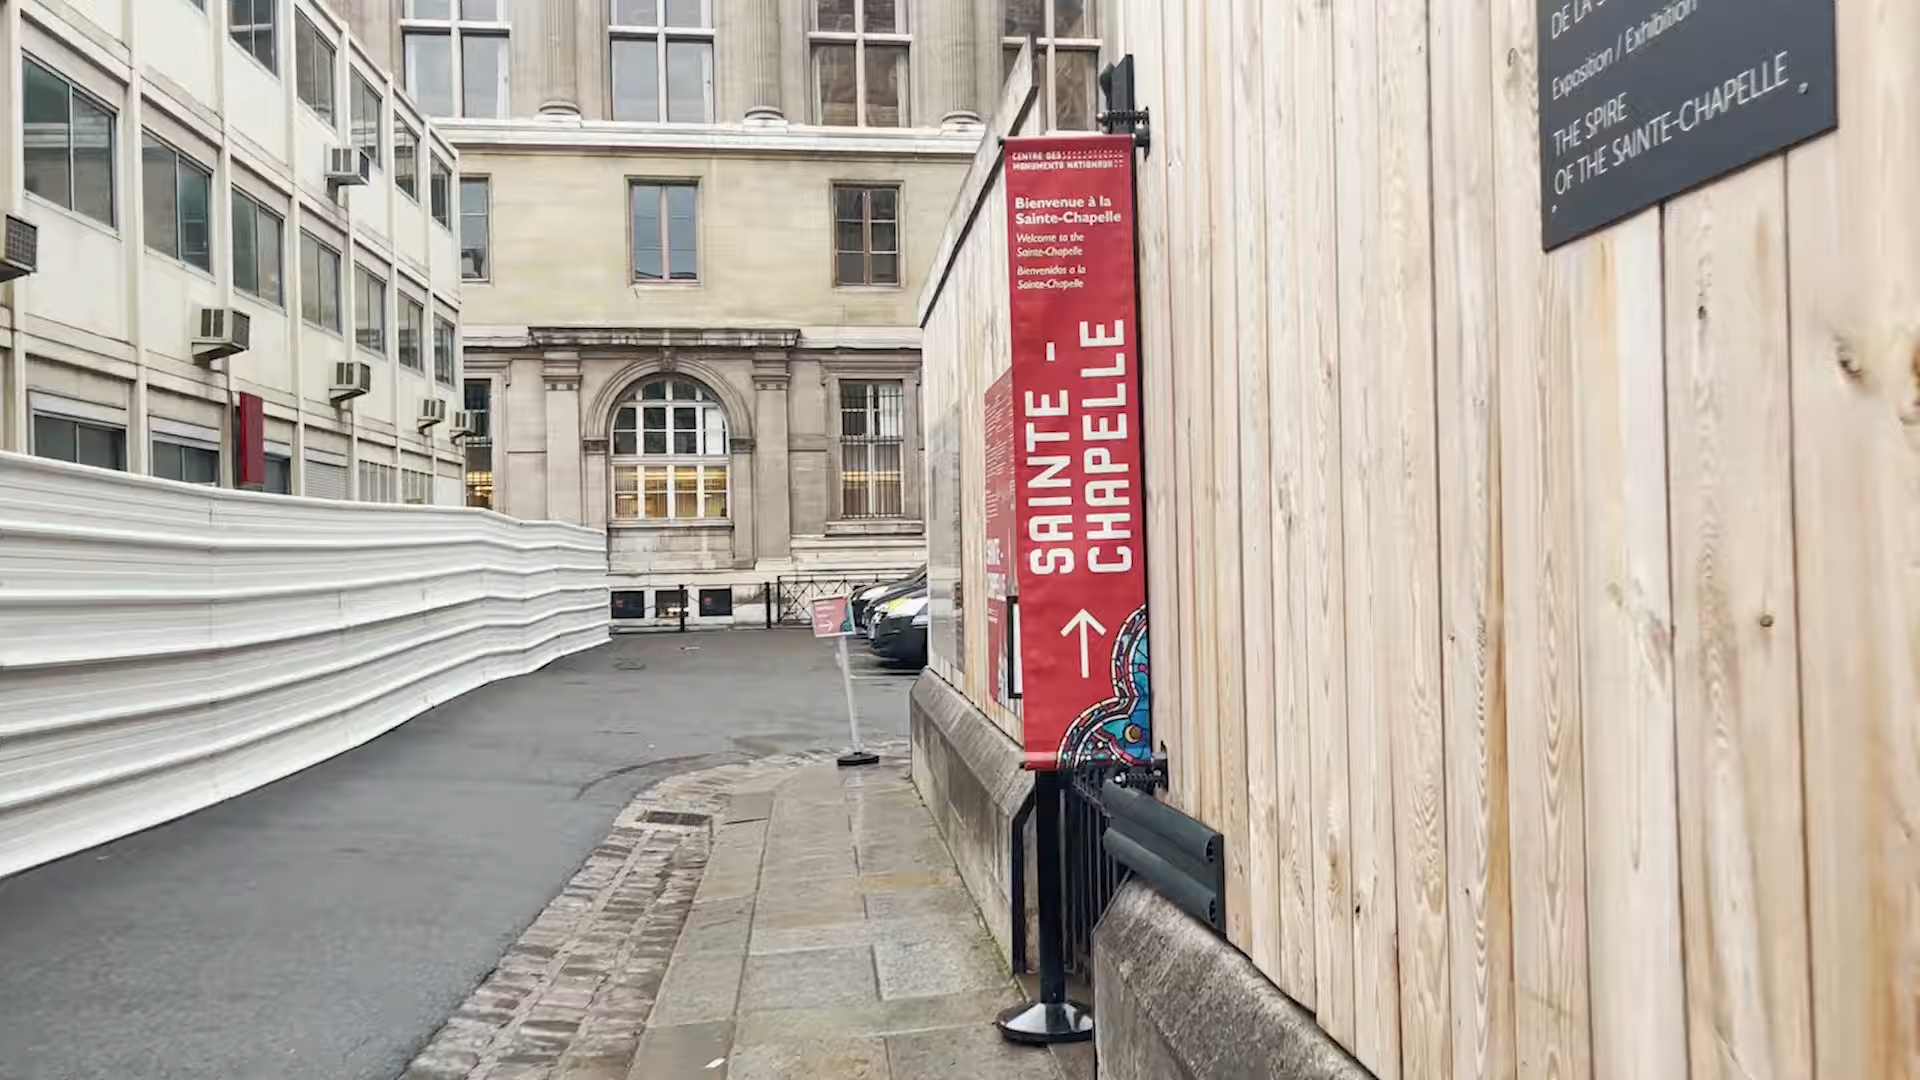 CENTRE DES
MONUMENTS NATIONAUX
Bienvenue à la
Sainte-Chapelle
Welcome to the
Sainte-Chapelle
Bienvenidos a la
Sainte-Chapelle
SAINTE -
CHAPELLE
DE LA
Exposition / Exhibition
THE SPIRE
OF THE SAINTE-CHAPELLE